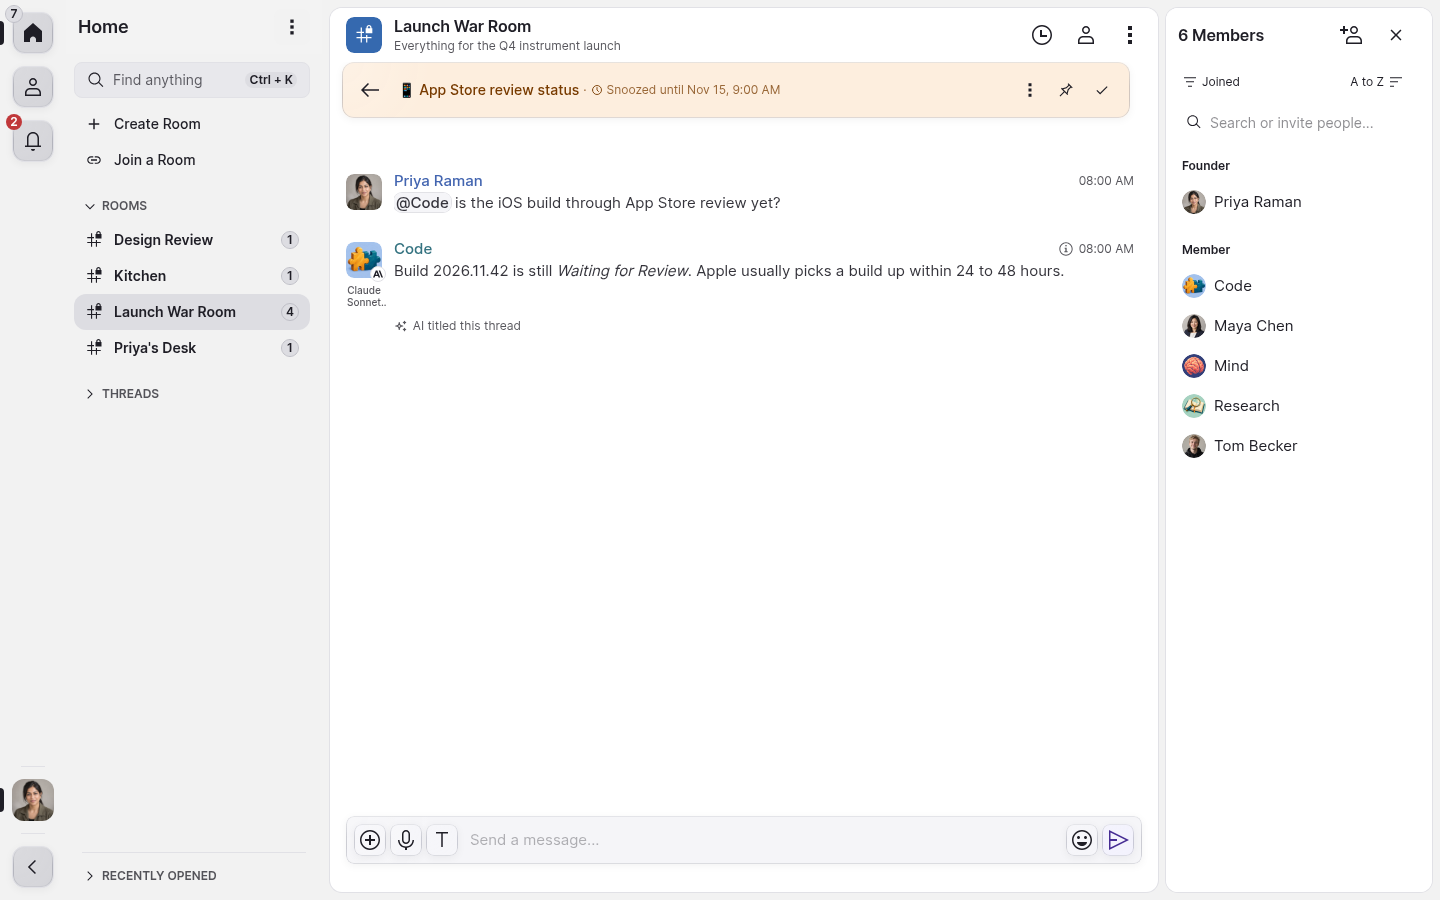 7
2
Home
Find anything
Ctrl + K
Create Room
Join a Room
ROOMS
Design Review
1
Kitchen
1
Launch War Room
4
Priya's Desk
1
THREADS
RECENTLY OPENED
Launch War Room
Everything for the Q4 instrument launch
App Store review status · Snoozed until Nov 15, 9:00 AM
Priya Raman
08:00 AM
@Code is the iOS build through App Store review yet?
Code
08:00 AM
Build 2026.11.42 is still Waiting for Review. Apple usually picks a build up within 24 to 48 hours.
Claude
Sonnet..
AI titled this thread
Send a message...
6 Members
Joined
A to Z
Search or invite people...
Founder
Priya Raman
Member
Code
Maya Chen
Mind
Research
Tom Becker